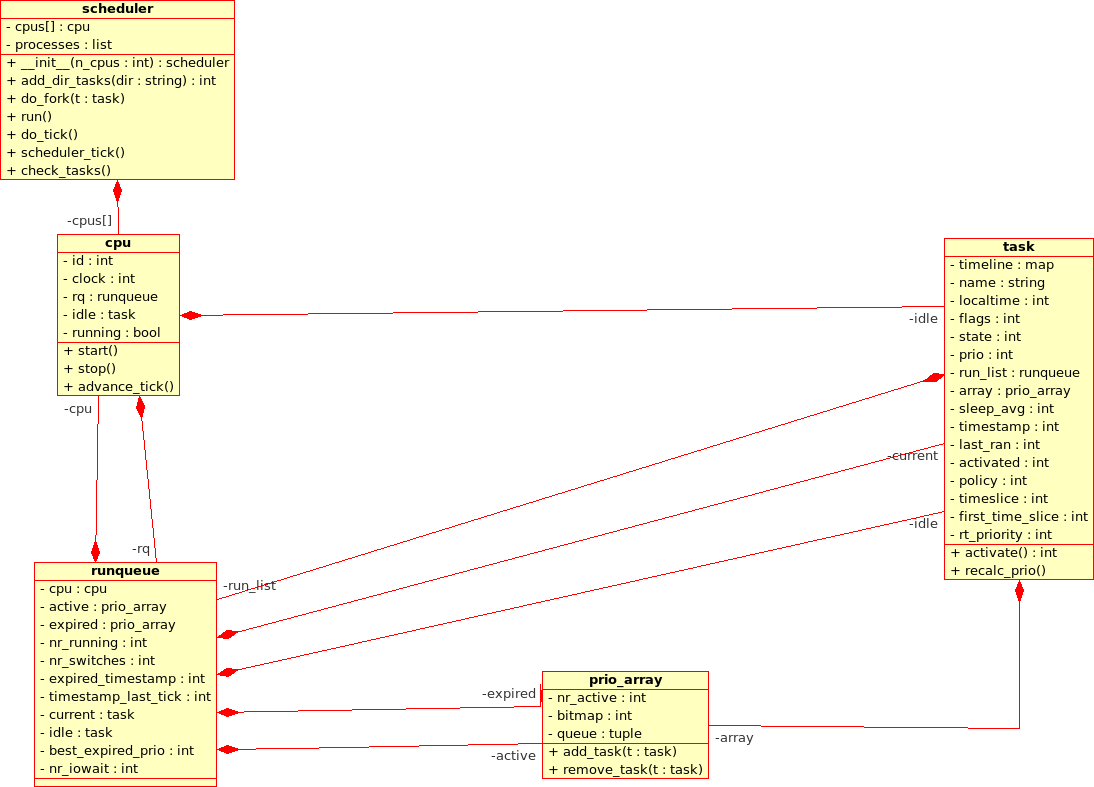 scheduler
- cpus[] : cpu
- processes : list
+ __init__(n_cpus : int) : scheduler
+ add_dir_tasks(dir : string) : int
+ do_fork(t : task)
+ run()
+ do_tick()
+ scheduler_tick()
+ check_tasks()
-cpus[]
cpu
- id : int
- clock : int
- rq : runqueue
- idle : task
- running : bool
+ start()
+ stop()
+ advance_tick()
-cpu
-rq
task
- timeline : map
- name : string
- localtime : int
- flags : int
- state : int
- prio : int
- run_list : runqueue
- array : prio_array
- sleep_avg : int
- timestamp : int
- last_ran : int
- activated : int
- policy : int
- timeslice : int
- first_time_slice : int
- rt_priority : int
+ activate() : int
+ recalc_prio()
-idle
-current
-idle
-run_list
runqueue
- cpu : cpu
- active : prio_array
- expired : prio_array
- nr_running : int
- nr_switches : int
- expired_timestamp : int
- timestamp_last_tick : int
- current : task
- idle : task
- best_expired_prio : int
- nr_iowait : int
-expired
-active
prio_array
- nr_active : int
- bitmap : int
- queue : tuple
+ add_task(t : task)
+ remove_task(t : task)
-array